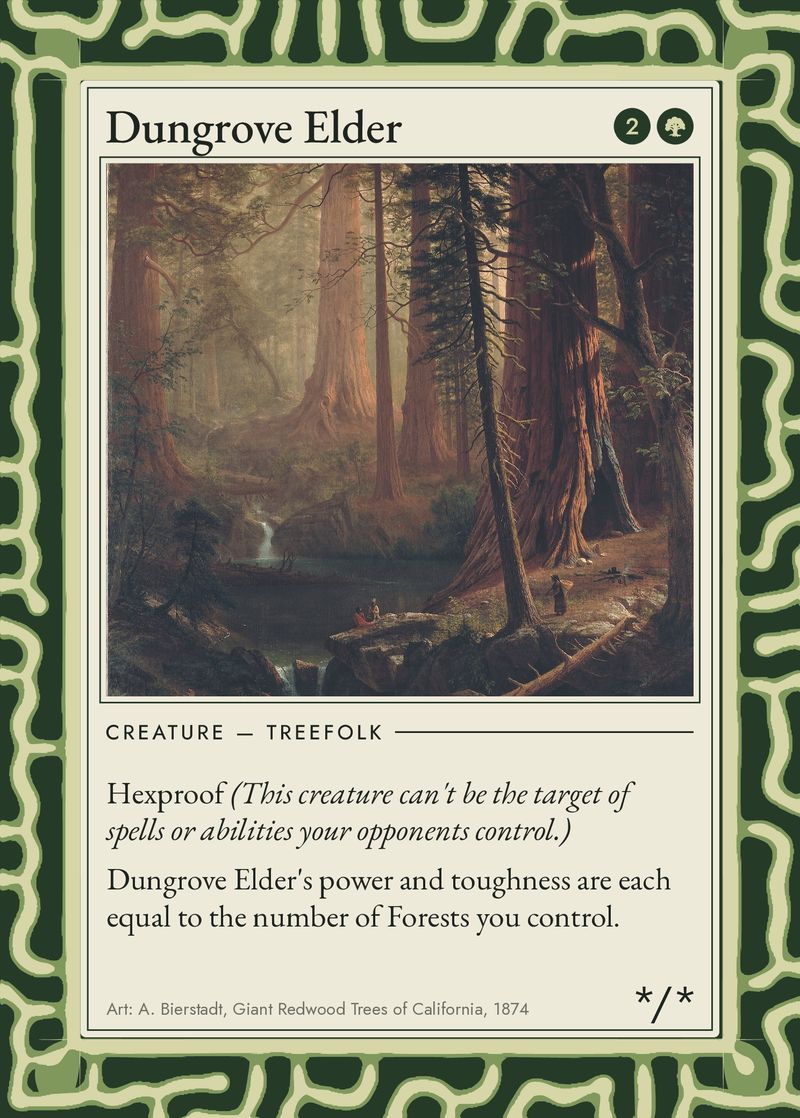 Dungrove Elder 2
CREATURE — TREEFOLK
Hexproof (This creature can't be the target of
spells or abilities your opponents control.)
Dungrove Elder's power and toughness are each
equal to the number of Forests you control.
Art: A. Bierstadt, Giant Redwood Trees of California, 1874
*/*